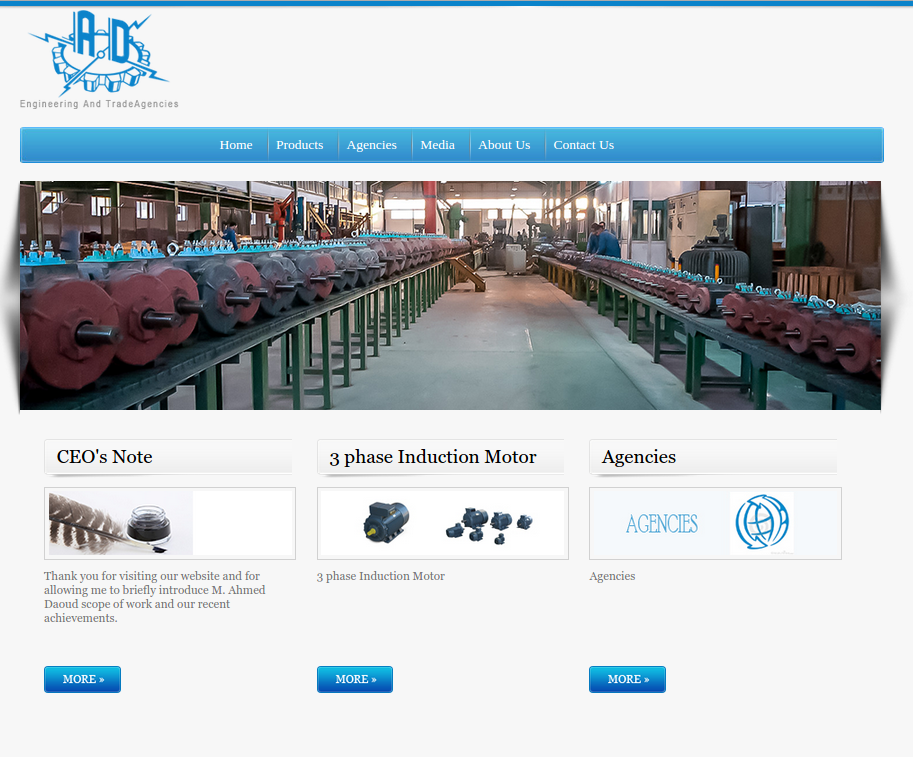 AD
Engineering And TradeAgencies
Home Products Agencies Media About Us Contact Us
CEO's Note
3 phase Induction Motor
Agencies
AGENCIES
Thank you for visiting our website and for
allowing me to briefly introduce M. Ahmed
Daoud scope of work and our recent
achievements.
3 phase Induction Motor
Agencies
MORE »
MORE »
MORE »